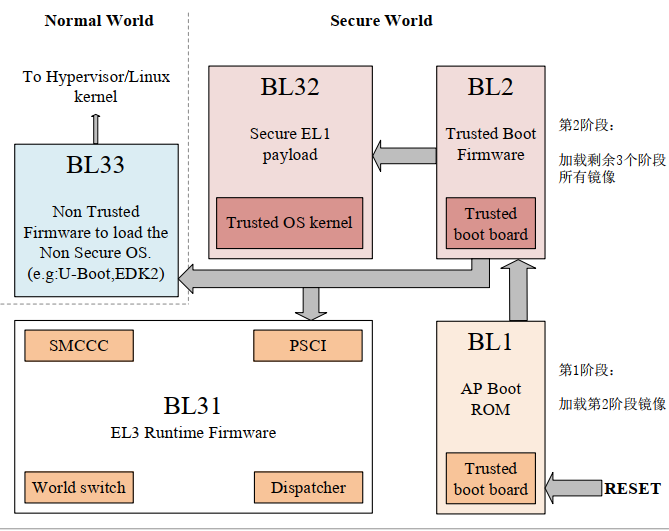 Normal World
Secure World
To Hypervisor/Linux
kernel
BL33
Non Trusted
Firmware to load the
Non Secure OS.
(e.g:U-Boot,EDK2)
BL32
Secure EL1
payload
Trusted OS kernel
BL2
Trusted Boot
Firmware
Trusted
boot board
第2阶段：
加载剩余3个阶段
所有镜像
SMCCC
PSCI
BL31
EL3 Runtime Firmware
World switch
Dispatcher
BL1
AP Boot
ROM
Trusted
boot board
第1阶段：
加载第2阶段镜像
RESET